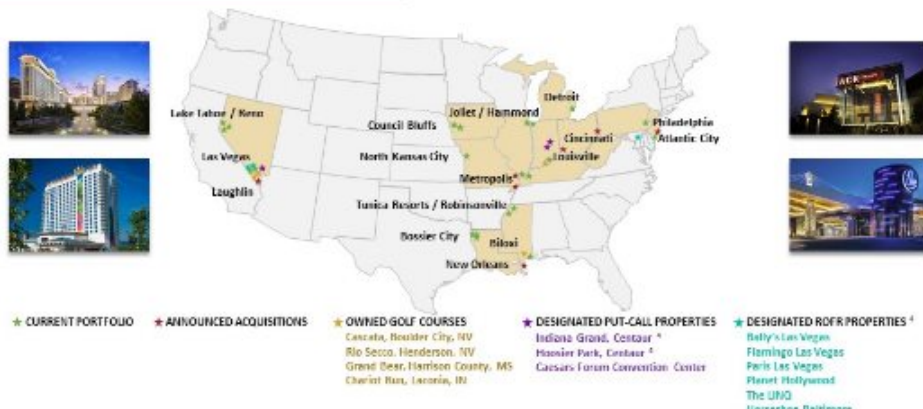 Lake Tahoe / Reno
Las Vegas
Laughlin
Council Bluffs
North Kansas City
Joliet / Hammond
Detroit
Cincinnati
Louisville
Metropolis
Tunica Resorts / Robinsonville
Bossier City
Biloxi
New Orleans
Philadelphia
Atlantic City
CURRENT PORTFOLIO
ANNOUNCED ACQUISITIONS
OWNED GOLF COURSES
Cascata, Boulder City, NV
Rio Secco, Henderson, NV
Grand Bear, Harrison County, MS
Chariot Run, Laconia, IN
DESIGNATED PUT-CALL PROPERTIES
Indiana Grand, Centaur
Hoosier Park, Centaur
Caesars Forum Convention Center
DESIGNATED ROFR PROPERTIES
Bally's Las Vegas
Flamingo Las Vegas
Paris Las Vegas
Planet Hollywood
The LINQ
Horseshoe Baltimore